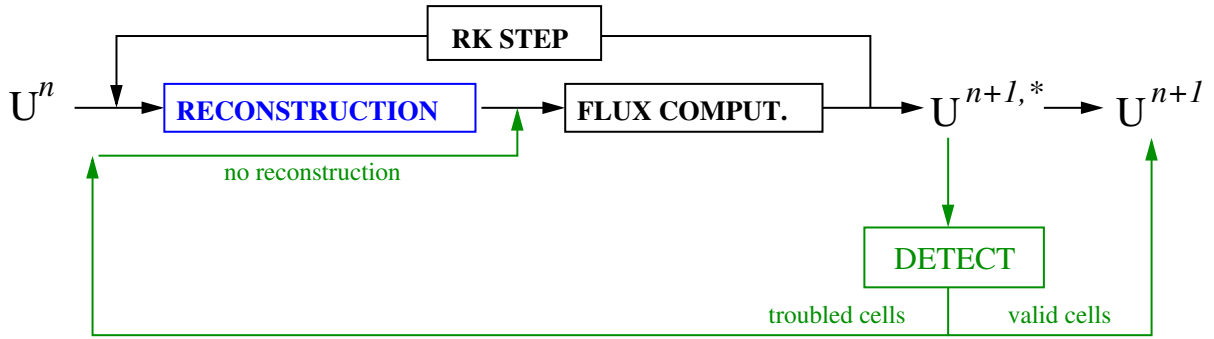 RK STEP
U^n
RECONSTRUCTION
FLUX COMPUT.
U^{n+1,*}
U^{n+1}
no reconstruction
DETECT
troubled cells
valid cells